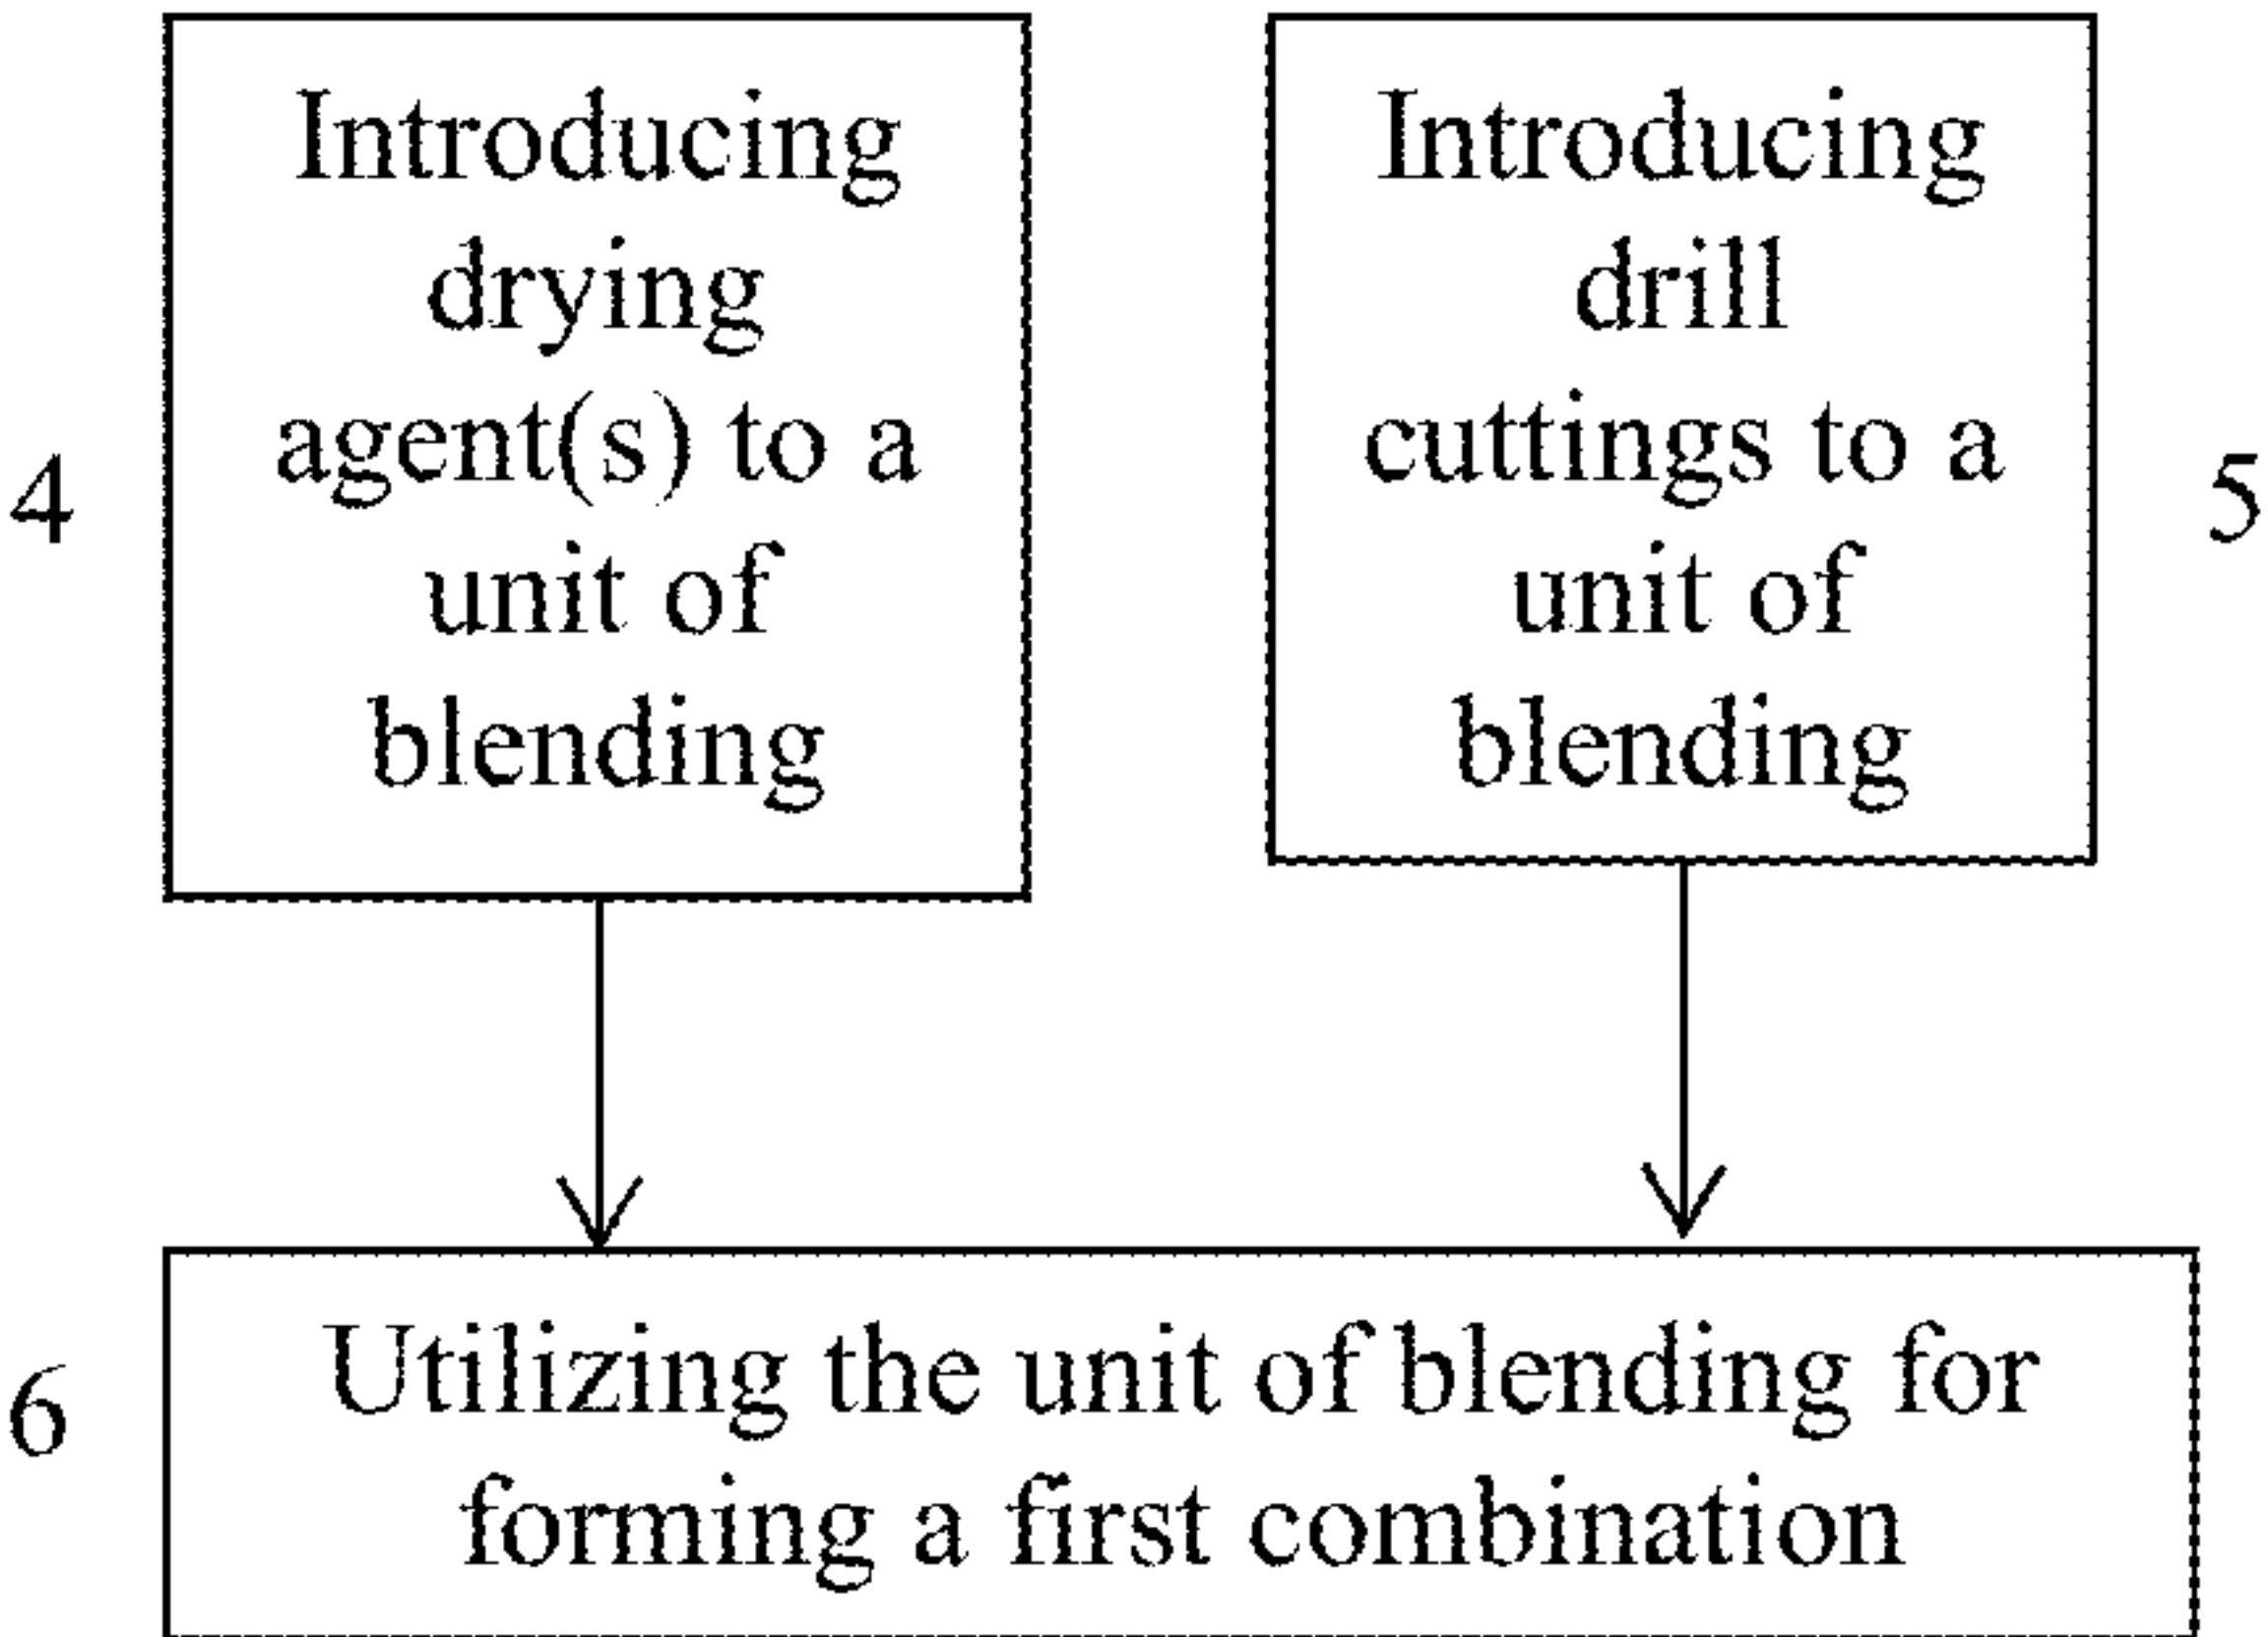 4
Introducing
drying
agent(s) to a
unit of
blending
Introducing
drill
cuttings to a
unit of
blending
5
6
Utilizing the unit of blending for
forming a first combination